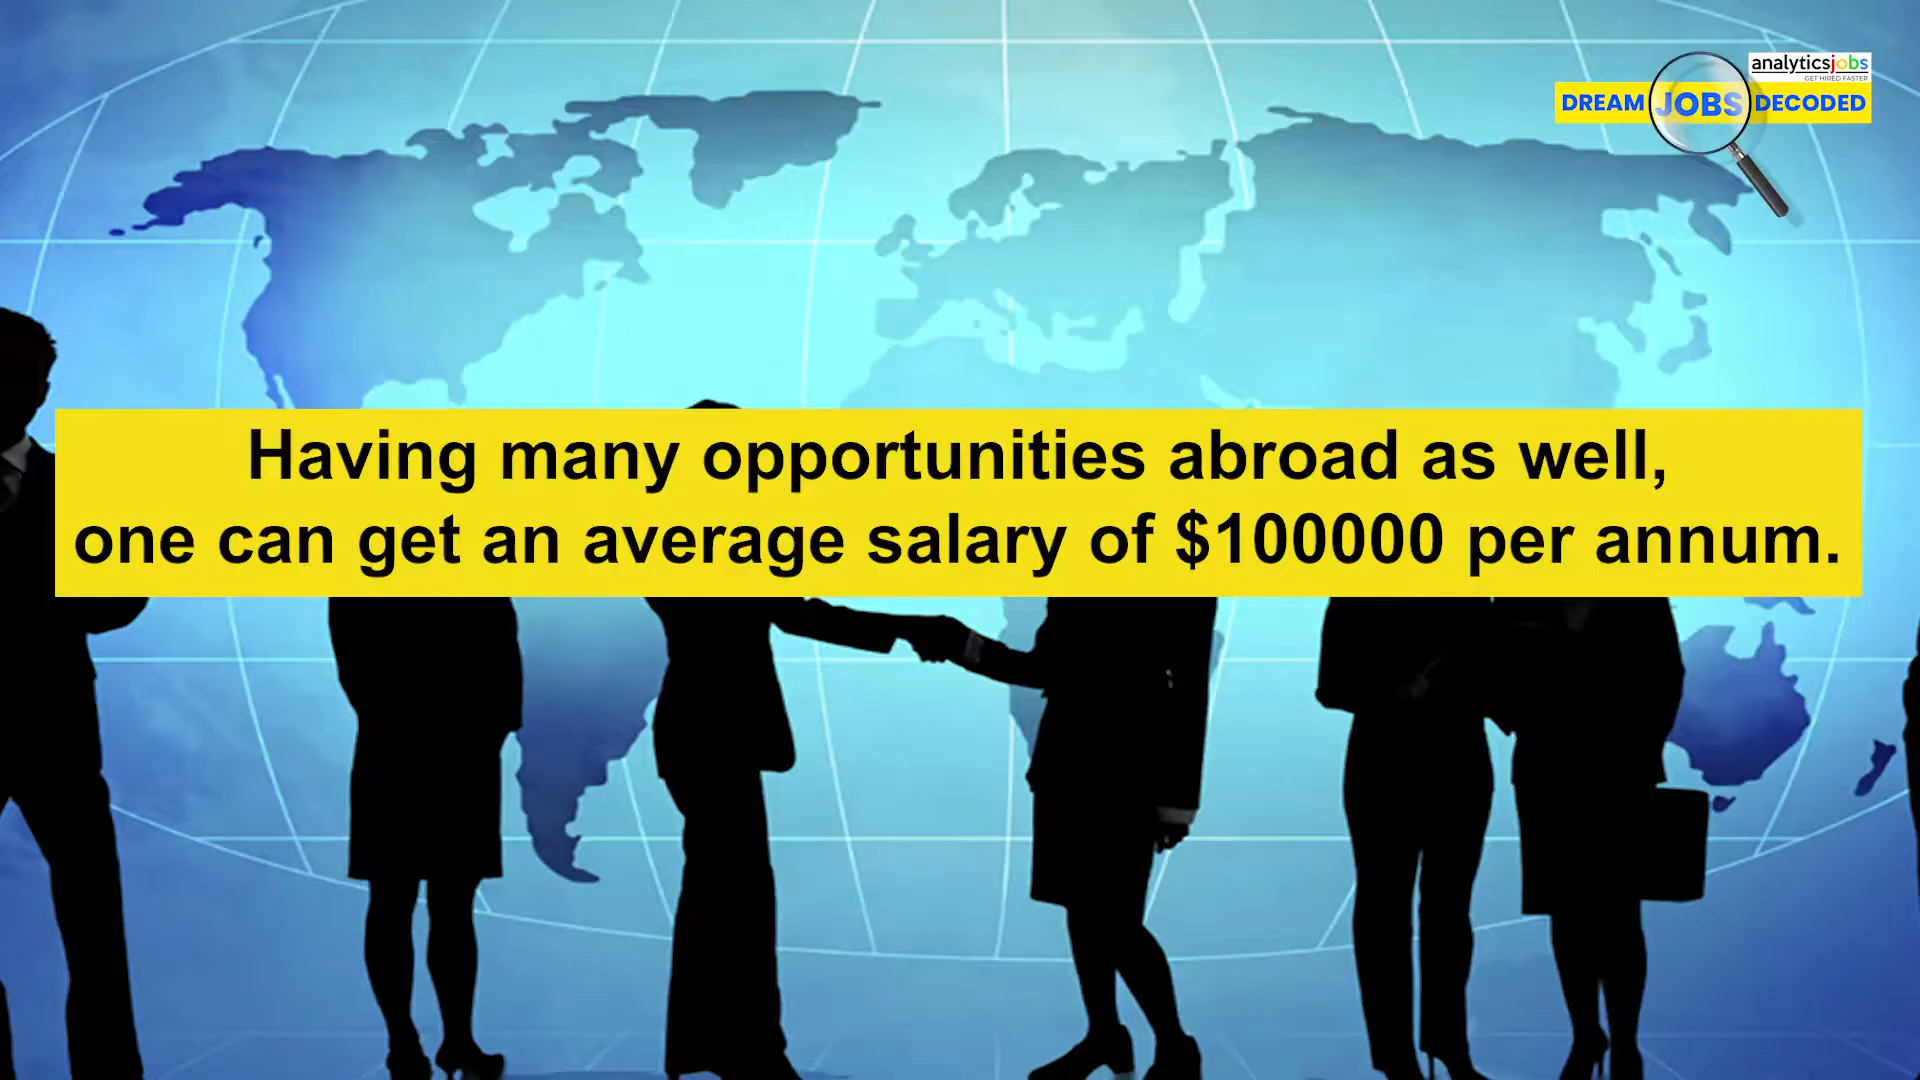 analyticsjobs
GET HIRED FASTER
DREAM JOBS DECODED
Having many opportunities abroad as well,
one can get an average salary of $100000 per annum.